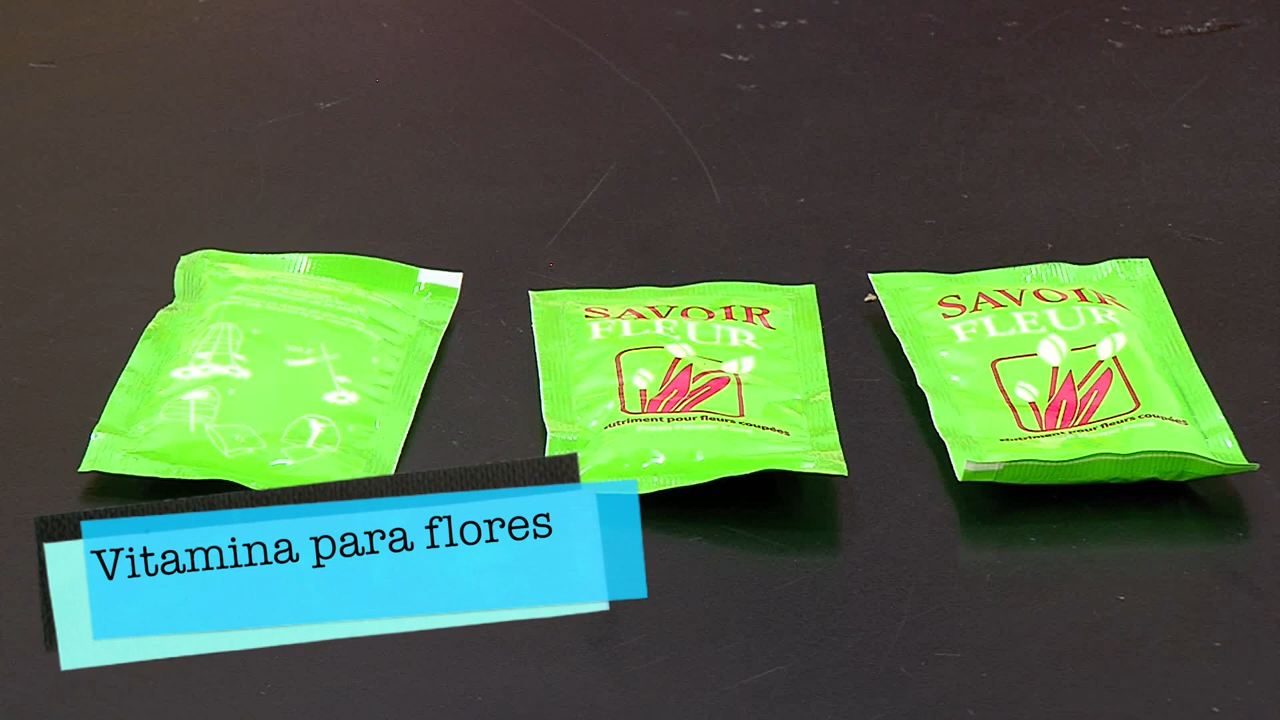 SAVOIR
FLEUR
nutriment pour fleurs coupées
SAVOIR
FLEUR
nutriment pour fleurs coupées
Vitamina para flores